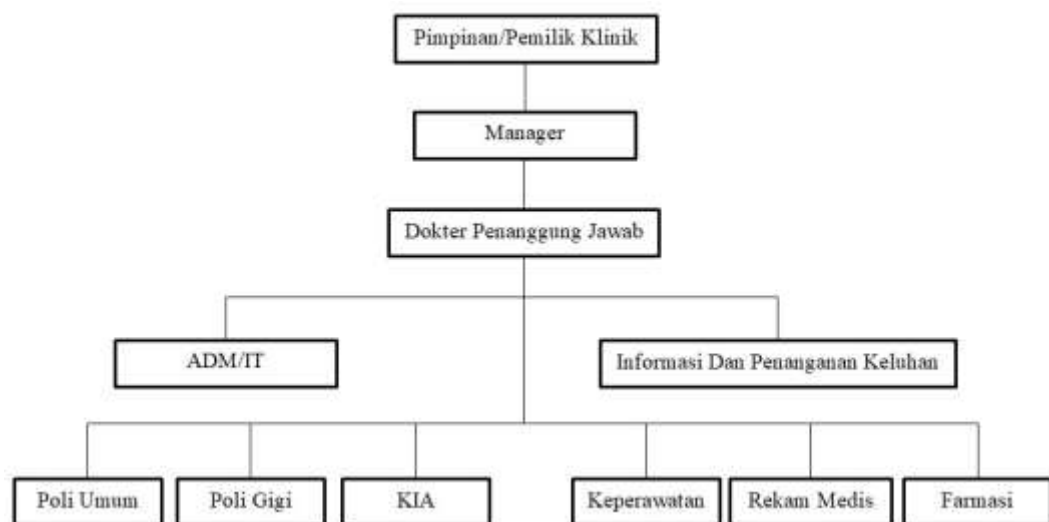 Pimpinan/Pemilik Klinik
Manager
Dokter Penanggung Jawab
ADM/IT
Informasi Dan Penanganan Keluhan
Poli Umum
Poli Gigi
KIA
Keperawatan
Rekam Medis
Farmasi